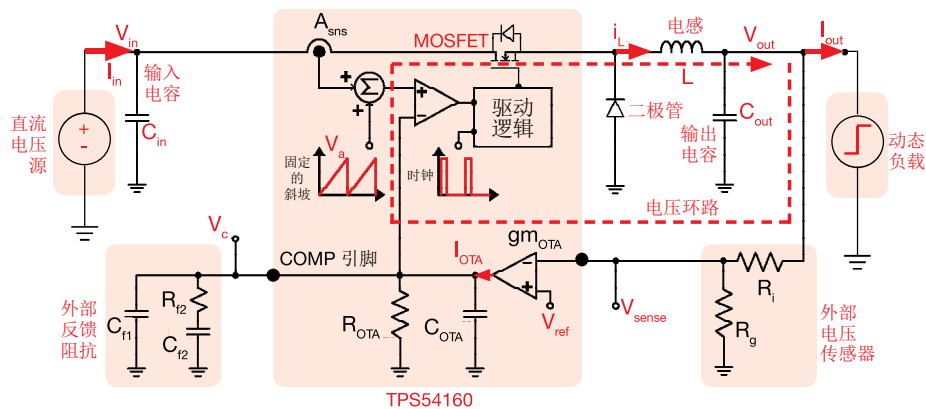 Asns
Vin
Iin
MOSFET
iL
电感
Vout
Iout
输入
电容
Cin
直流
电压
源
+
-
+
+
Σ
+
−
驱动
逻辑
L
二极管
Cout
输出
电容
动态
负载
固定
的
斜坡
Va
时钟
电压环路
Vc
COMP 引脚
IOTA
gmOTA
−
+
Vref
Vsense
Ri
Rg
外部
反馈
阻抗
Cf1
Rf2
Cf2
ROTA
COTA
外部
电压
传感器
TPS54160